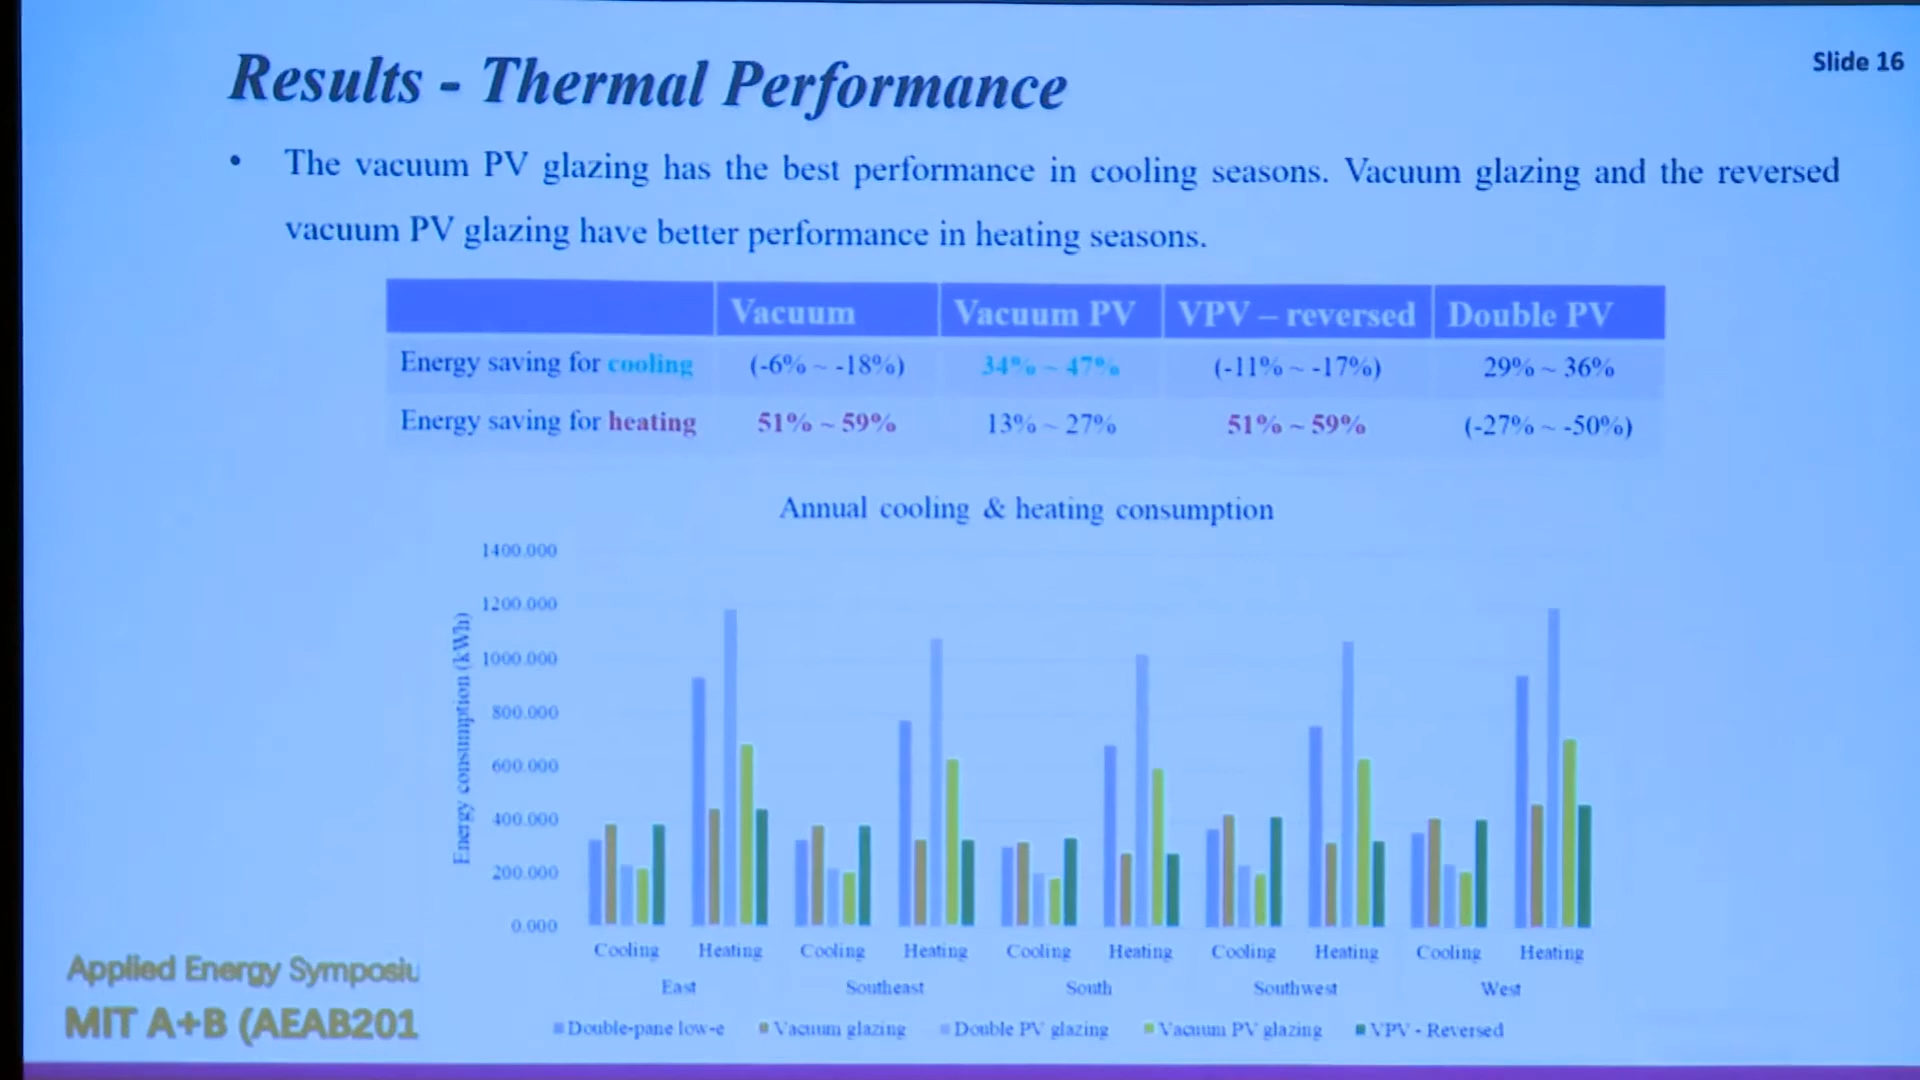 Slide 16
Results - Thermal Performance
• The vacuum PV glazing has the best performance in cooling seasons. Vacuum glazing and the reversed
vacuum PV glazing have better performance in heating seasons.
Vacuum Vacuum PV VPV – reversed Double PV
Energy saving for cooling (-6% ~ -18%) 34% ~ 47% (-11% ~ -17%) 29% ~ 36%
Energy saving for heating 51% ~ 59% 13% ~ 27% 51% ~ 59% (-27% ~ -50%)
Annual cooling & heating consumption
Energy consumption (kWh)
1400.000
1200.000
1000.000
800.000
600.000
400.000
200.000
0.000
Cooling Heating Cooling Heating Cooling Heating Cooling Heating Cooling Heating
East Southeast South Southwest West
Double-pane low-e Vacuum glazing Double PV glazing Vacuum PV glazing VPV - Reversed
Applied Energy Symposiu
MIT A+B (AEAB201